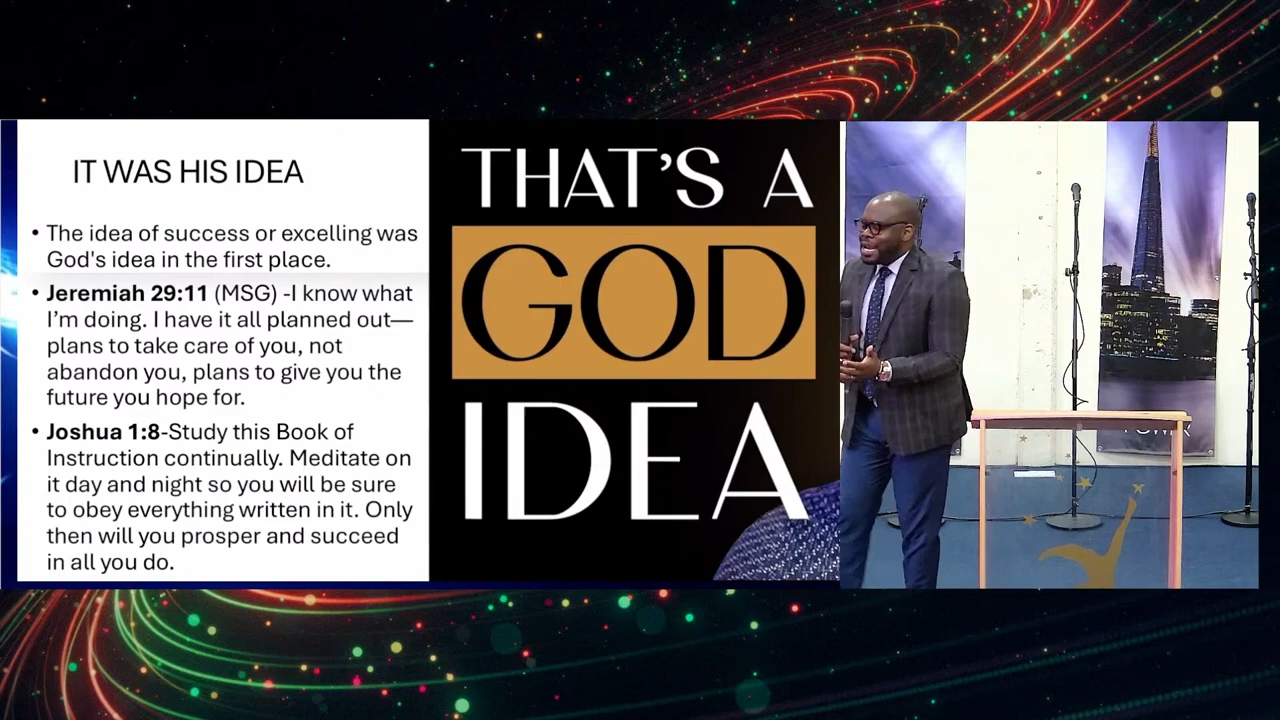 IT WAS HIS IDEA
• The idea of success or excelling was
God's idea in the first place.
• Jeremiah 29:11 (MSG) -I know what
I'm doing. I have it all planned out—
plans to take care of you, not
abandon you, plans to give you the
future you hope for.
• Joshua 1:8-Study this Book of
Instruction continually. Meditate on
it day and night so you will be sure
to obey everything written in it. Only
then will you prosper and succeed
in all you do.
THAT'S A
GOD
IDEA